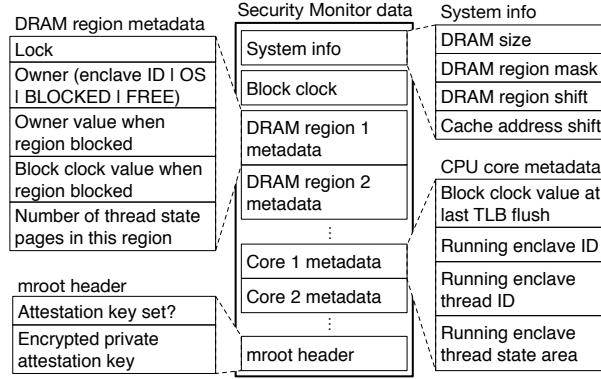 DRAM region metadata
Lock
Owner (enclave ID | OS
| BLOCKED | FREE)
Owner value when
region blocked
Block clock value when
region blocked
Number of thread state
pages in this region
mroot header
Attestation key set?
Encrypted private
attestation key
Security Monitor data
System info
Block clock
DRAM region 1
metadata
DRAM region 2
metadata
⋮
Core 1 metadata
Core 2 metadata
⋮
mroot header
System info
DRAM size
DRAM region mask
DRAM region shift
Cache address shift
CPU core metadata
Block clock value at
last TLB flush
Running enclave ID
Running enclave
thread ID
Running enclave
thread state area